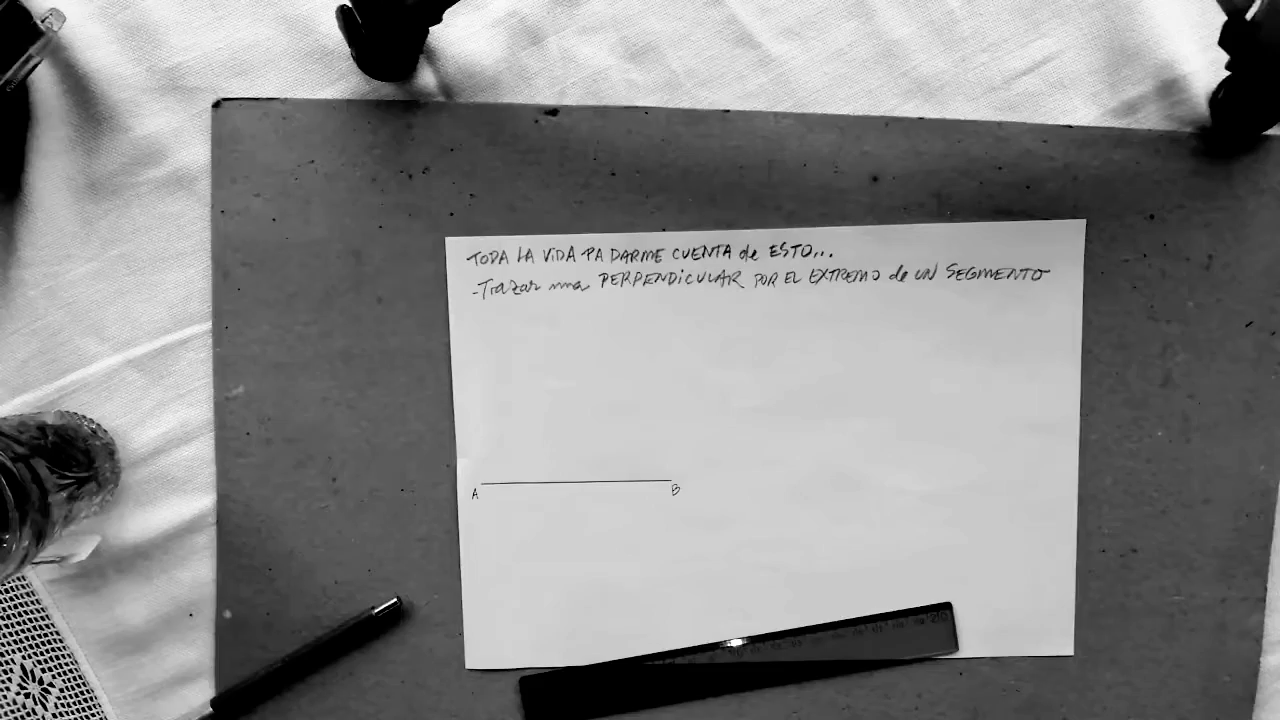 TODA LA ViDA PA DARME CUENTA de ESTO...
-Trazar una PERPENDiCULAR POR EL EXTREMO de UN SEGMENTO
A B